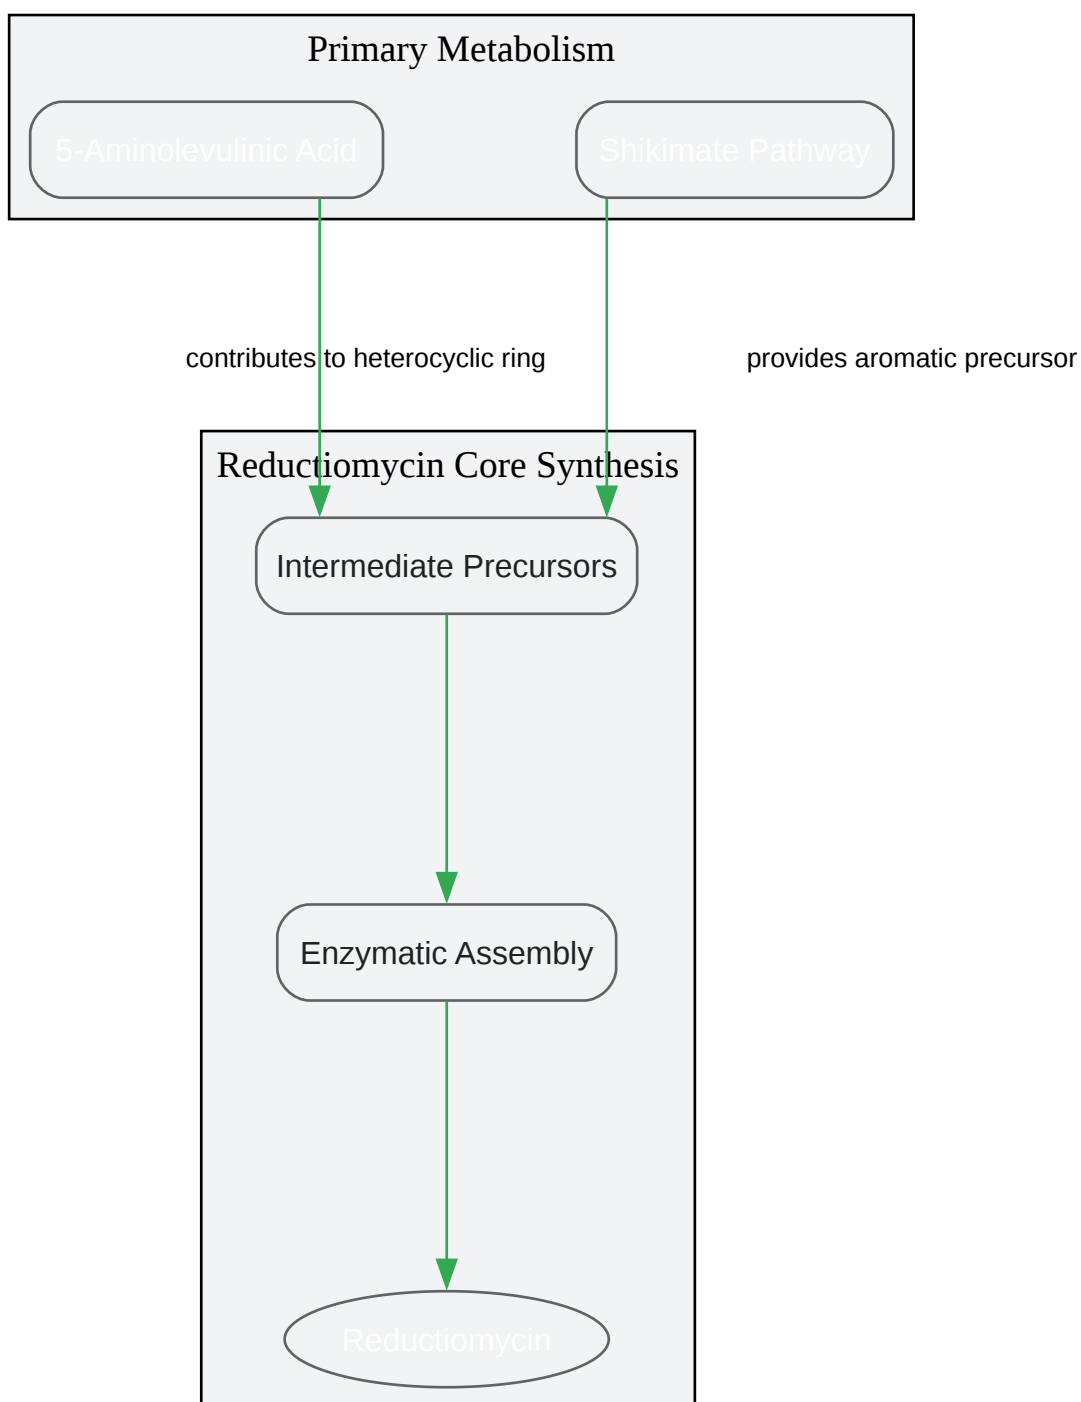 Primary Metabolism
5-Aminolevulinic Acid
Shikimate Pathway
contributes to heterocyclic ring
provides aromatic precursor
Reductiomycin Core Synthesis
Intermediate Precursors
Enzymatic Assembly
Reductiomycin